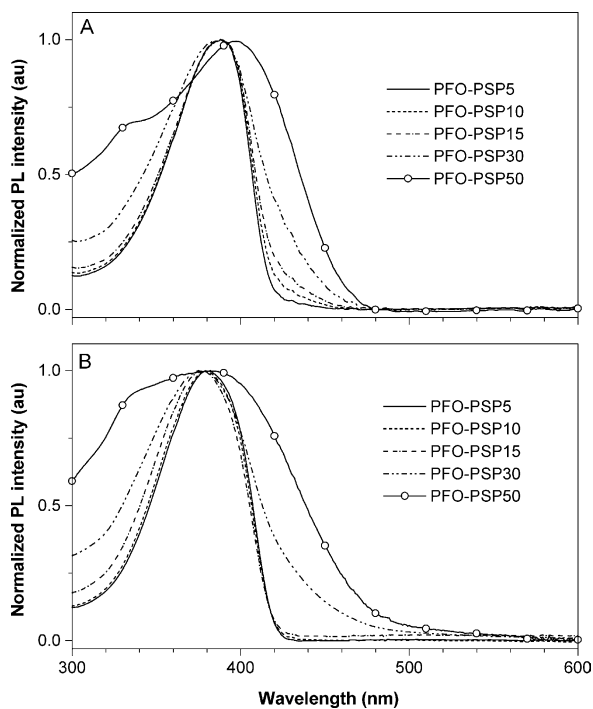 A
1.0
0.5
0.0
Normalized PL intensity (au)
PFO-PSP5
PFO-PSP10
PFO-PSP15
PFO-PSP30
PFO-PSP50
B
1.0
0.5
0.0
Normalized PL intensity (au)
PFO-PSP5
PFO-PSP10
PFO-PSP15
PFO-PSP30
PFO-PSP50
300
400
500
600
Wavelength (nm)